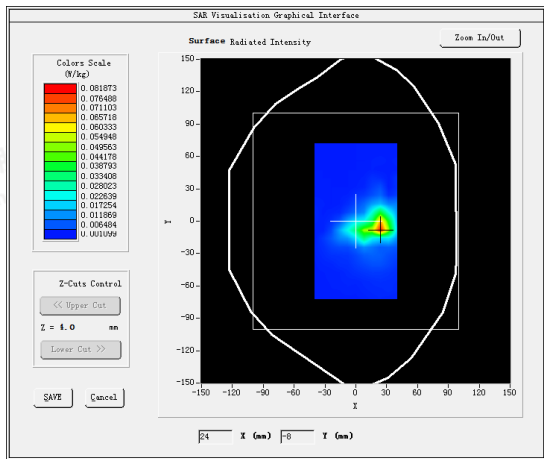 SAR Visualisation Graphical Interface
Surface Radiated Intensity
Zoom In/Out
Colors Scale
(W/kg)
0.081873
0.076488
0.071103
0.065718
0.060333
0.054948
0.049563
0.044178
0.038793
0.033408
0.028023
0.022639
0.017254
0.011869
0.006484
0.001099
150
120
90
60
30
0
-30
-60
-90
-120
-150
Y
-150 -120 -90 -60 -30 0 30 60 90 120 150
X
Z-Cuts Control
<< Upper Cut
Z = 4.0 mm
Lower Cut >>
SAVE Cancel
24 X (mm) -8 Y (mm)